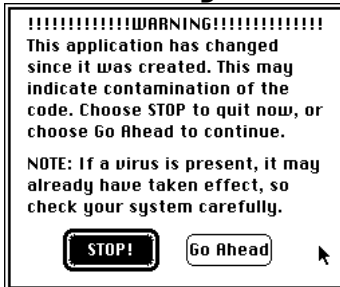 !!!!!!!!!!!!!WARNING!!!!!!!!!!!!!!
This application has changed
since it was created. This may
indicate contamination of the
code. Choose STOP to quit now, or
choose Go Ahead to continue.
NOTE: If a virus is present, it may
already have taken effect, so
check your system carefully.
STOP!
Go Ahead